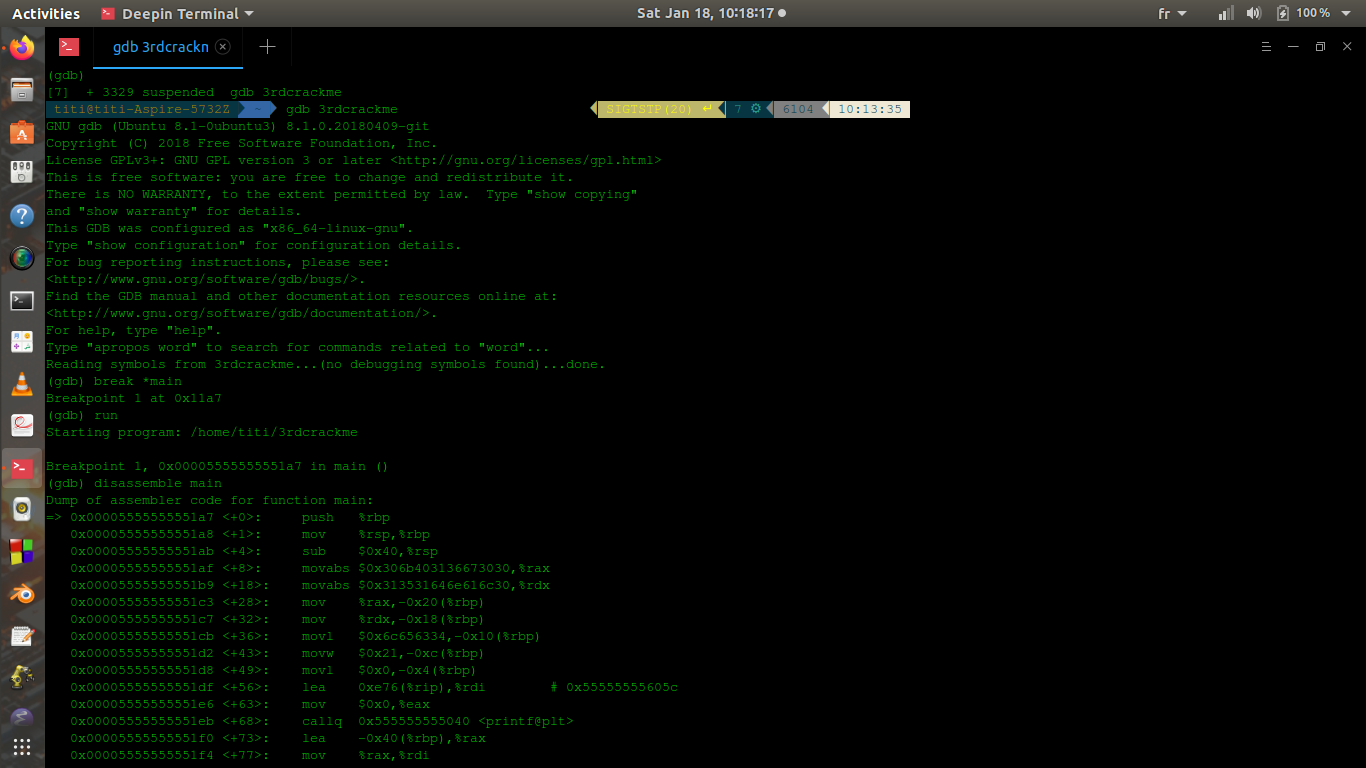 Activities Deepin Terminal Sat Jan 18, 10:18:17 fr 100 %
gdb 3rdcrackn
(gdb)
[7]  + 3329 suspended  gdb 3rdcrackme
titi@titi-Aspire-5732Z ~ gdb 3rdcrackme SIGTSTP(20) ↵ 7 ⚙ 6104 10:13:35
GNU gdb (Ubuntu 8.1-0ubuntu3) 8.1.0.20180409-git
Copyright (C) 2018 Free Software Foundation, Inc.
License GPLv3+: GNU GPL version 3 or later <http://gnu.org/licenses/gpl.html>
This is free software: you are free to change and redistribute it.
There is NO WARRANTY, to the extent permitted by law.  Type "show copying"
and "show warranty" for details.
This GDB was configured as "x86_64-linux-gnu".
Type "show configuration" for configuration details.
For bug reporting instructions, please see:
<http://www.gnu.org/software/gdb/bugs/>.
Find the GDB manual and other documentation resources online at:
<http://www.gnu.org/software/gdb/documentation/>.
For help, type "help".
Type "apropos word" to search for commands related to "word"...
Reading symbols from 3rdcrackme...(no debugging symbols found)...done.
(gdb) break *main
Breakpoint 1 at 0x11a7
(gdb) run
Starting program: /home/titi/3rdcrackme
Breakpoint 1, 0x00005555555551a7 in main ()
(gdb) disassemble main
Dump of assembler code for function main:
=> 0x00005555555551a7 <+0>:     push   %rbp
   0x00005555555551a8 <+1>:     mov    %rsp,%rbp
   0x00005555555551ab <+4>:     sub    $0x40,%rsp
   0x00005555555551af <+8>:     movabs $0x306b403136673030,%rax
   0x00005555555551b9 <+18>:    movabs $0x313531646e616c30,%rdx
   0x00005555555551c3 <+28>:    mov    %rax,-0x20(%rbp)
   0x00005555555551c7 <+32>:    mov    %rdx,-0x18(%rbp)
   0x00005555555551cb <+36>:    movl   $0x6c656334,-0x10(%rbp)
   0x00005555555551d2 <+43>:    movw   $0x21,-0xc(%rbp)
   0x00005555555551d8 <+49>:    movl   $0x0,-0x4(%rbp)
   0x00005555555551df <+56>:    lea    0xe76(%rip),%rdi        # 0x55555555605c
   0x00005555555551e6 <+63>:    mov    $0x0,%eax
   0x00005555555551eb <+68>:    callq  0x555555555040 <printf@plt>
   0x00005555555551f0 <+73>:    lea    -0x40(%rbp),%rax
   0x00005555555551f4 <+77>:    mov    %rax,%rdi